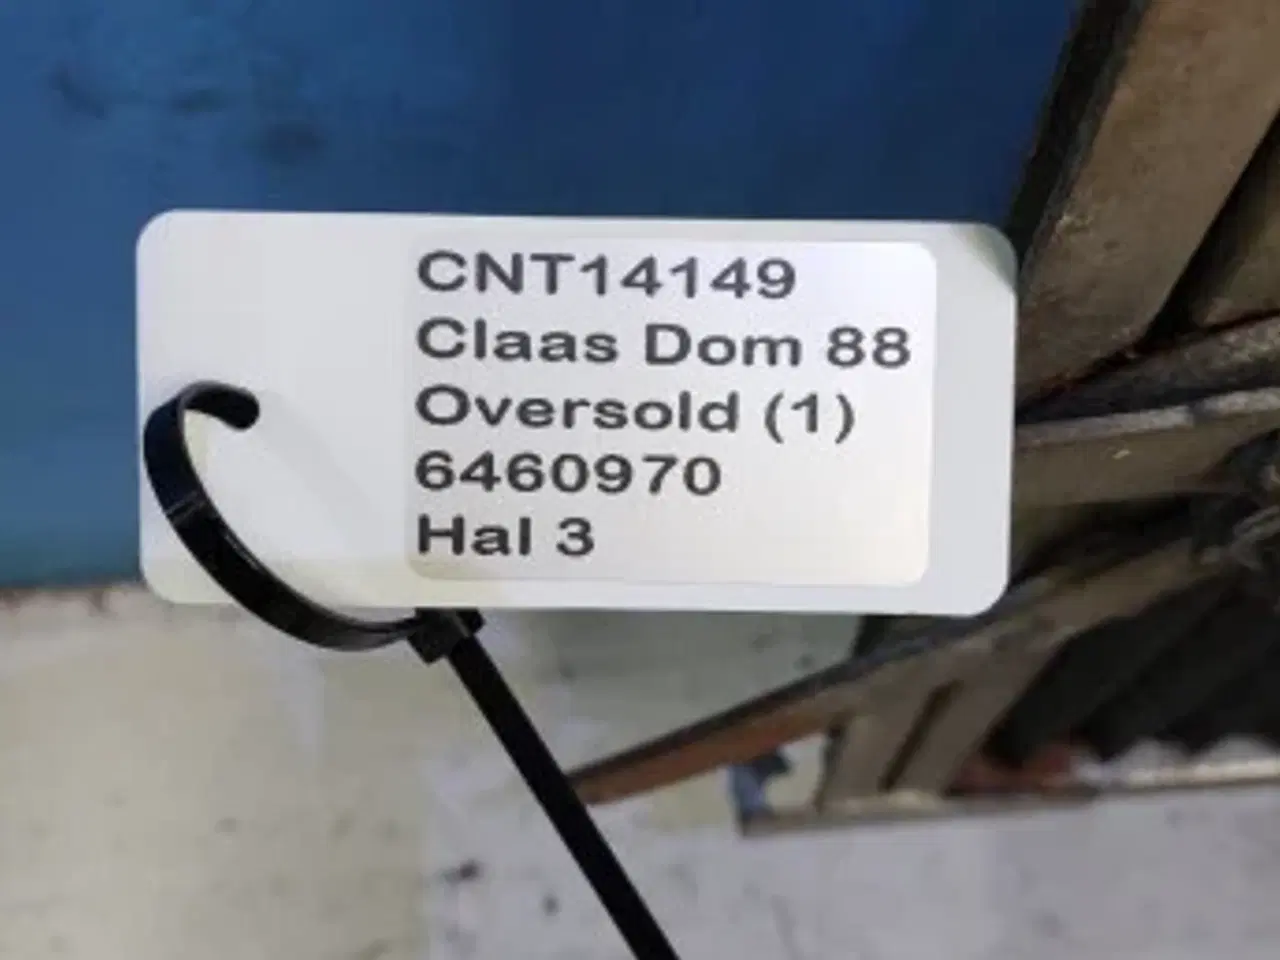 CNT14149
Claas Dom 88
Oversold (1)
6460970
Hal 3